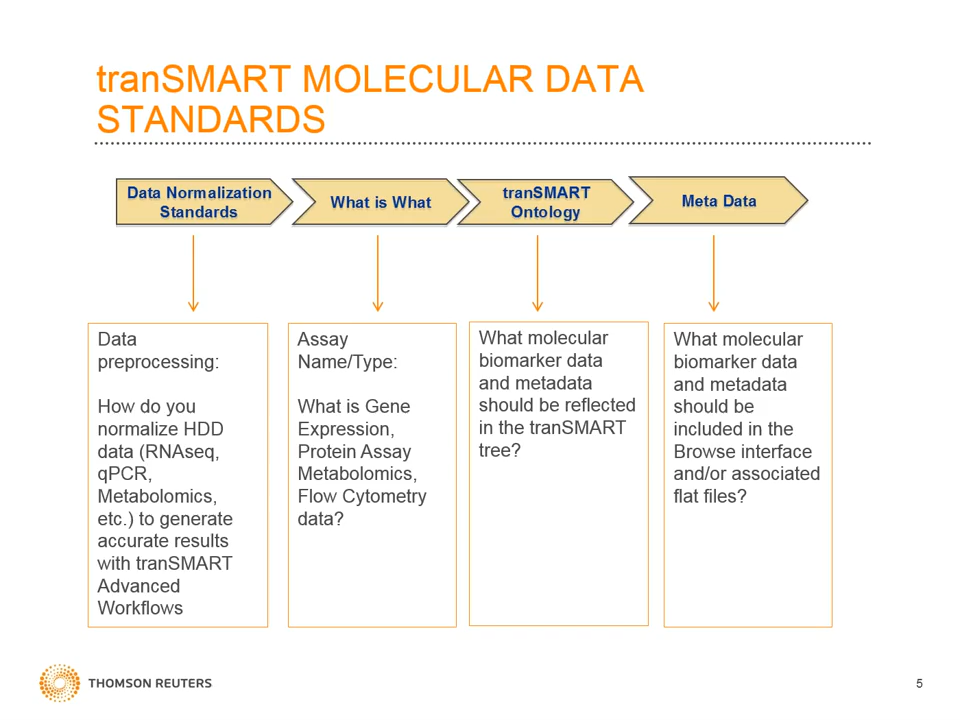 tranSMART MOLECULAR DATA
STANDARDS
Data Normalization
Standards
What is What
tranSMART
Ontology
Meta Data
Data
preprocessing:
How do you
normalize HDD
data (RNAseq,
qPCR,
Metabolomics,
etc.) to generate
accurate results
with tranSMART
Advanced
Workflows
Assay
Name/Type:
What is Gene
Expression,
Protein Assay
Metabolomics,
Flow Cytometry
data?
What molecular
biomarker data
and metadata
should be reflected
in the tranSMART
tree?
What molecular
biomarker data
and metadata
should be
included in the
Browse interface
and/or associated
flat files?
THOMSON REUTERS
5